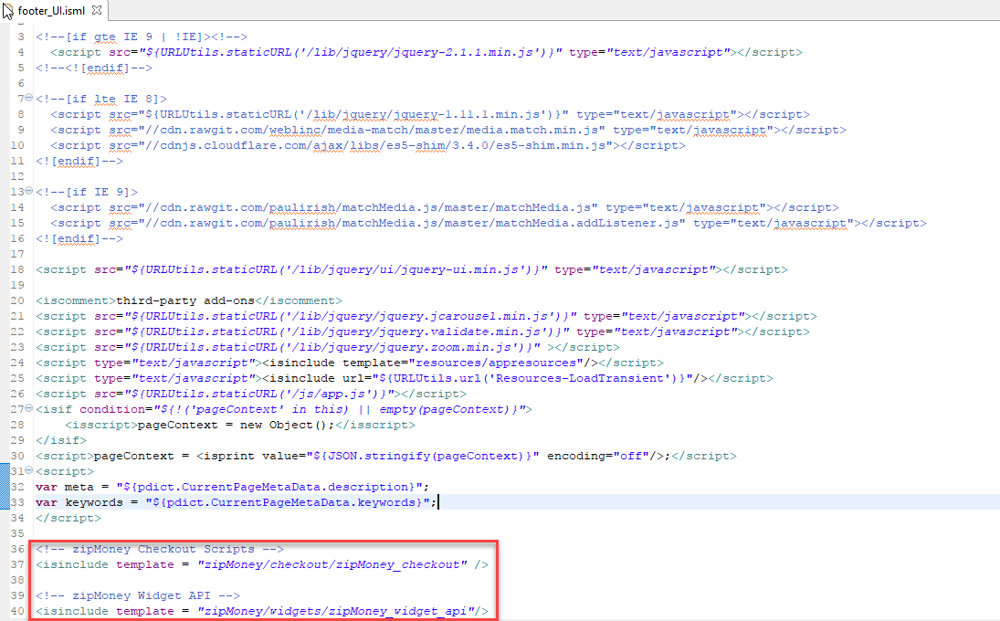 footer_UI.isml
3 <!--[if gte IE 9 | !IE]><!-->
4 <script src="${URLUtils.staticURL('/lib/jquery/jquery-2.1.1.min.js')}" type="text/javascript"></script>
5 <!--<![endif]-->
6
7 <!--[if lte IE 8]>
8 <script src="${URLUtils.staticURL('/lib/jquery/jquery-1.11.1.min.js')}" type="text/javascript"></script>
9 <script src="//cdn.rawgit.com/weblinc/media-match/master/media.match.min.js" type="text/javascript"></script>
10 <script src="//cdnjs.cloudflare.com/ajax/libs/es5-shim/3.4.0/es5-shim.min.js"></script>
11 <![endif]-->
12
13 <!--[if IE 9]>
14 <script src="//cdn.rawgit.com/paulirish/matchMedia.js/master/matchMedia.js" type="text/javascript"></script>
15 <script src="//cdn.rawgit.com/paulirish/matchMedia.js/master/matchMedia.addListener.js" type="text/javascript"></script>
16 <![endif]-->
17
18 <script src="${URLUtils.staticURL('/lib/jquery/ui/jquery-ui.min.js')}" type="text/javascript"></script>
19
20 <iscomment>third-party add-ons</iscomment>
21 <script src="${URLUtils.staticURL('/lib/jquery/jquery.jcarousel.min.js')}" type="text/javascript"></script>
22 <script src="${URLUtils.staticURL('/lib/jquery/jquery.validate.min.js')}" type="text/javascript"></script>
23 <script src="${URLUtils.staticURL('/lib/jquery/jquery.zoom.min.js')}" ></script>
24 <script type="text/javascript"><isinclude template="resources/appresources"/></script>
25 <script type="text/javascript"><isinclude url="${URLUtils.url('Resources-LoadTransient')}"/></script>
26 <script src="${URLUtils.staticURL('/js/app.js')}"></script>
27 <isif condition="${!('pageContext' in this) || empty(pageContext)}">
28 <isscript>pageContext = new Object();</isscript>
29 </isif>
30 <script>pageContext = <isprint value="${JSON.stringify(pageContext)}" encoding="off"/>;</script>
31 <script>
32 var meta = "${pdict.CurrentPageMetaData.description}";
33 var keywords = "${pdict.CurrentPageMetaData.keywords}";
34 </script>
35
36 <!-- zipMoney Checkout Scripts -->
37 <isinclude template = "zipMoney/checkout/zipMoney_checkout" />
38
39 <!-- zipMoney Widget API -->
40 <isinclude template = "zipMoney/widgets/zipMoney_widget_api"/>